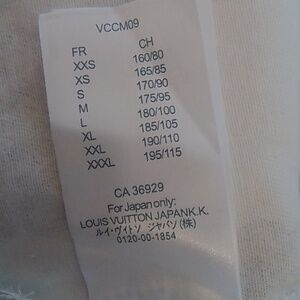 VCCM09
FR CH
XXS 160/80
XS 165/85
S 170/90
M 175/95
L 180/100
XL 185/105
XXL 190/110
XXXL 195/115
CA 36929
For Japan only:
LOUIS VUITTON JAPANK.K.
ルイ・ヴィトン ジャパン (株)
0120-00-1854